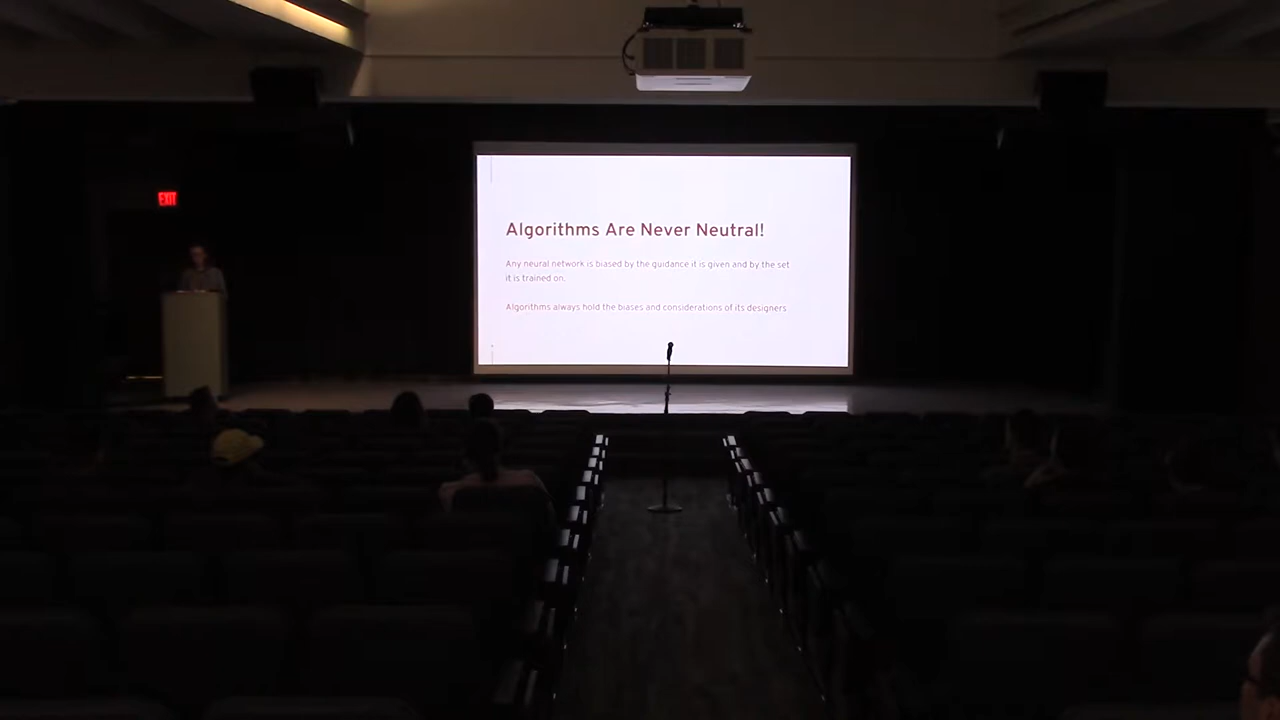 EXIT
Algorithms Are Never Neutral!
Any neural network is biased by the guidance it is given and by the set
it is trained on.
Algorithms always hold the biases and considerations of its designers